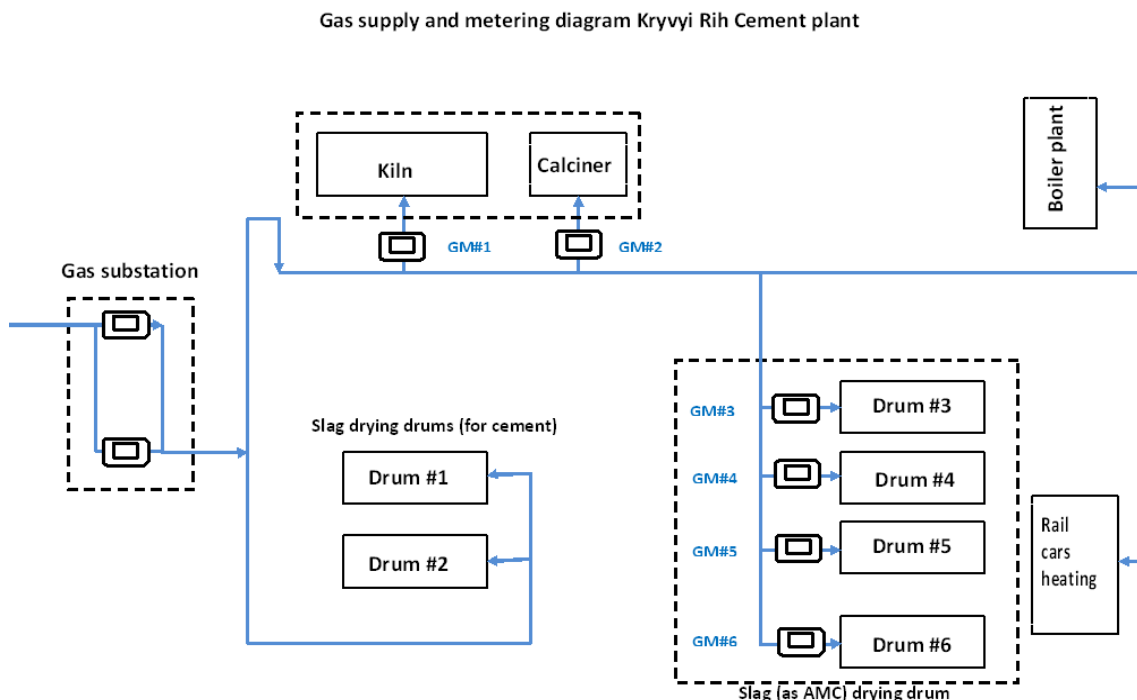 Gas supply and metering diagram Kryvyi Rih Cement plant
Boiler plant
Kiln
Calciner
GM#1
GM#2
Gas substation
Slag drying drums (for cement)
Drum #1
Drum #2
GM#3
Drum #3
GM#4
Drum #4
GM#5
Drum #5
GM#6
Drum #6
Rail
cars
heating
Slag (as AMC) drying drum